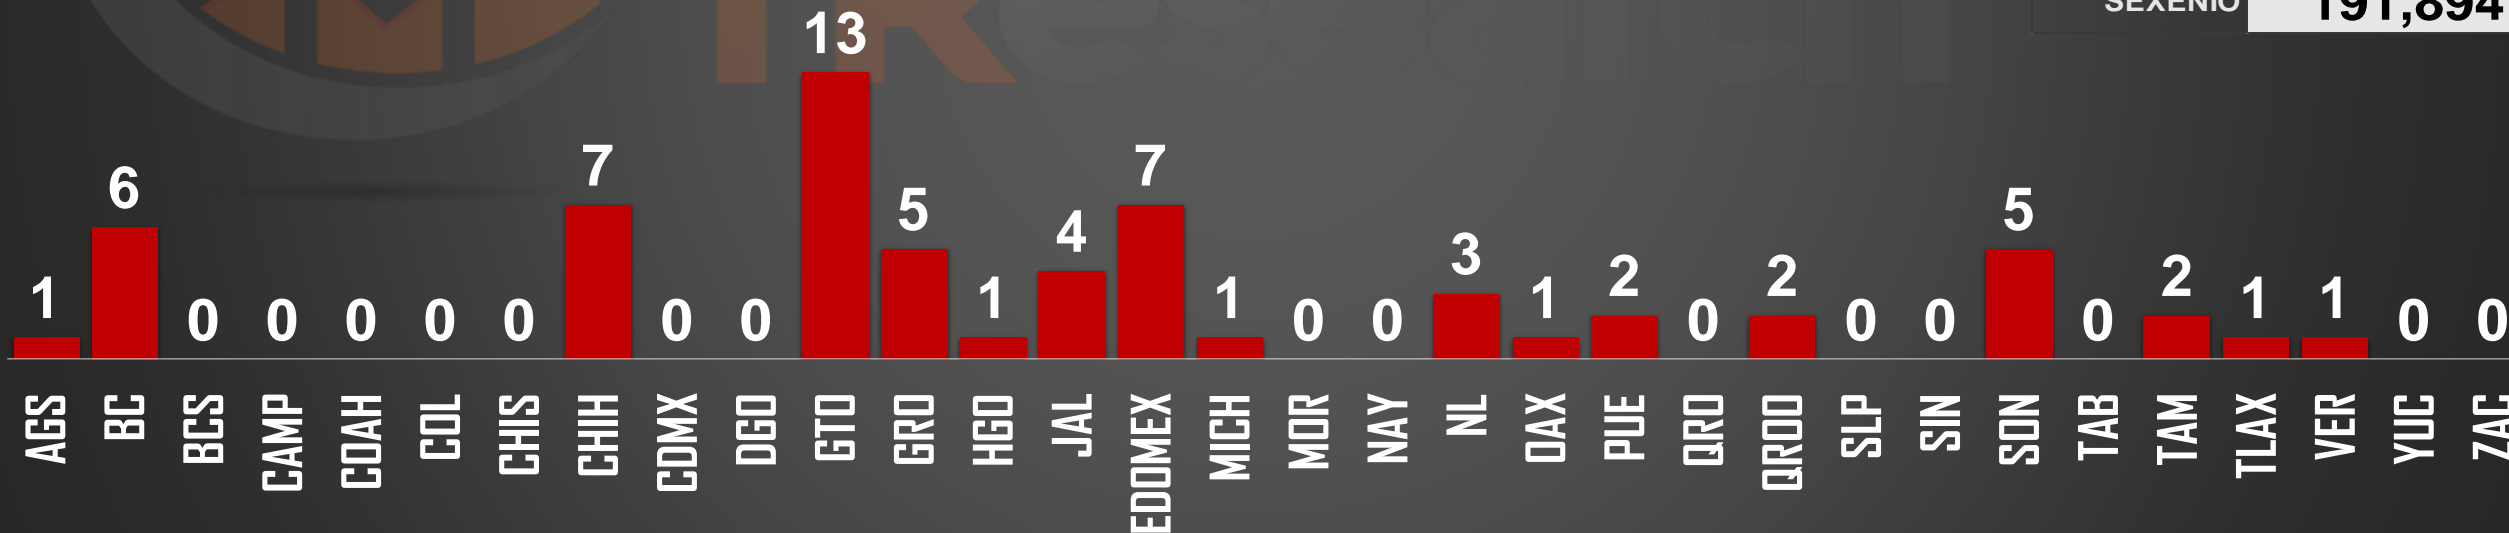 SEXENIO 191,894
13
7 7
6 5 5
4
3
1 2 2 2
1 1 1 1 1 1
0 0 0 0 0 0 0 0 0 0 0 0 0 0 0
AGS BC BCS CAMP COAH COL CHIS CHIH CDMX DGO GTO GRO HGO JAL EDOMEX MICH MOR NAY NL OAX PUE QRO QROO SLP SIN SON TAB TAM TLAX VER YUC ZAC